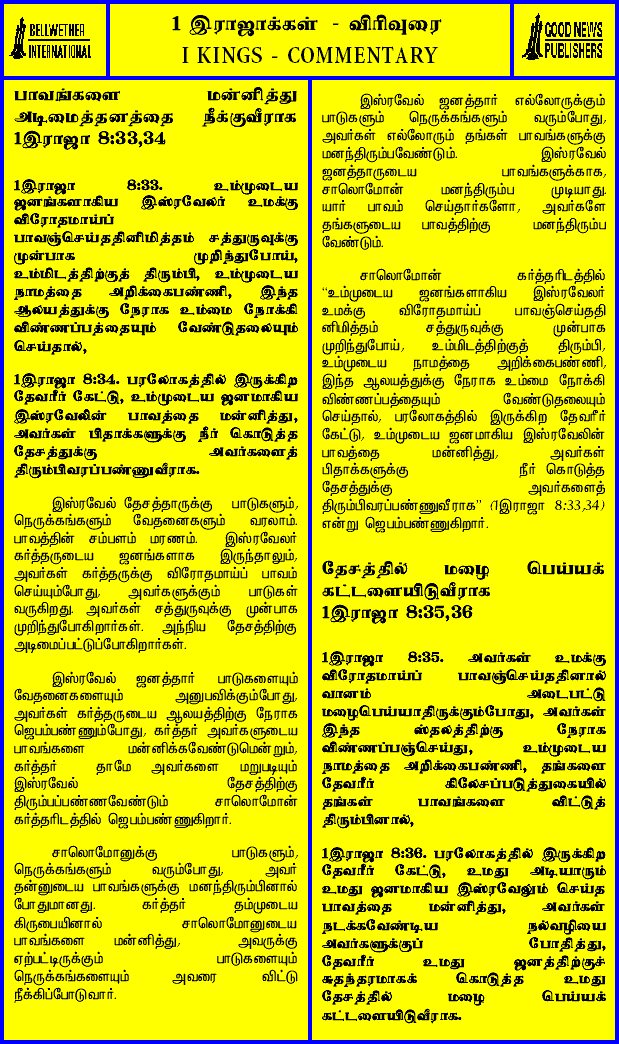 BELLWETHER
INTERNATIONAL
1 இராஜாக்கள் - விரிவுரை
I KINGS - COMMENTARY
GOOD NEWS
PUBLISHERS
பாவங்களை மன்னித்து
அடிமைத்தனத்தை நீக்குவீராக
1இராஜா 8:33,34
1இராஜா 8:33. உம்முடைய
ஜனங்களாகிய இஸ்ரவேலர் உமக்கு
விரோதமாய்ப்
பாவஞ்செய்ததினிமித்தம் சத்துருவுக்கு
முன்பாக முறிந்துபோய்,
உம்மிடத்திற்குத் திரும்பி, உம்முடைய
நாமத்தை அறிக்கைபண்ணி, இந்த
ஆலயத்துக்கு நேராக உம்மை நோக்கி
விண்ணப்பத்தையும் வேண்டுதலையும்
செய்தால்,
1இராஜா 8:34. பரலோகத்தில் இருக்கிற
தேவரீர் கேட்டு, உம்முடைய ஜனமாகிய
இஸ்ரவேலின் பாவத்தை மன்னித்து,
அவர்கள் பிதாக்களுக்கு நீர் கொடுத்த
தேசத்துக்கு அவர்களைத்
திரும்பிவரப்பண்ணுவீராக.
இஸ்ரவேல் தேசத்தாருக்கு பாடுகளும்,
நெருக்கங்களும் வேதனைகளும் வரலாம்.
பாவத்தின் சம்பளம் மரணம். இஸ்ரவேலர்
கர்த்தருடைய ஜனங்களாக இருந்தாலும்,
அவர்கள் கர்த்தருக்கு விரோதமாய்ப் பாவம்
செய்யும்போது, அவர்களுக்கும் பாடுகள்
வருகிறது. அவர்கள் சத்துருவுக்கு முன்பாக
முறிந்துபோகிறார்கள். அந்நிய தேசத்திற்கு
அடிமைப்பட்டுப்போகிறார்கள்.
இஸ்ரவேல் ஜனத்தார் பாடுகளையும்
வேதனைகளையும் அனுபவிக்கும்போது,
அவர்கள் கர்த்தருடைய ஆலயத்திற்கு நேராக
ஜெபம்பண்ணும்போது, கர்த்தர் அவர்களுடைய
பாவங்களை மன்னிக்கவேண்டுமென்றும்,
கர்த்தர் தாமே அவர்களை மறுபடியும்
இஸ்ரவேல் தேசத்திற்கு
திரும்பப்பண்ணவேண்டும் சாலொமோன்
கர்த்தரிடத்தில் ஜெபம்பண்ணுகிறார்.
சாலொமோனுக்கு பாடுகளும்,
நெருக்கங்களும் வரும்போது, அவர்
தன்னுடைய பாவங்களுக்கு மனந்திரும்பினால்
போதுமானது. கர்த்தர் தம்முடைய
கிருபையினால் சாலொமோனுடைய
பாவங்களை மன்னித்து, அவருக்கு
ஏற்பட்டிருக்கும் பாடுகளையும்
நெருக்கங்களையும் அவரை விட்டு
நீக்கிப்போடுவார்.
இஸ்ரவேல் ஜனத்தார் எல்லோருக்கும்
பாடுகளும் நெருக்கங்களும் வரும்போது,
அவர்கள் எல்லோரும் தங்கள் பாவங்களுக்கு
மனந்திரும்பவேண்டும். இஸ்ரவேல்
ஜனத்தாருடைய பாவங்களுக்காக,
சாலொமோன் மனந்திரும்ப முடியாது.
யார் பாவம் செய்தார்களோ, அவர்களே
தங்களுடைய பாவத்திற்கு மனந்திரும்ப
வேண்டும்.
சாலொமோன் கர்த்தரிடத்தில்
“உம்முடைய ஜனங்களாகிய இஸ்ரவேலர்
உமக்கு விரோதமாய்ப் பாவஞ்செய்ததி
னிமித்தம் சத்துருவுக்கு முன்பாக
முறிந்துபோய், உம்மிடத்திற்குத் திரும்பி,
உம்முடைய நாமத்தை அறிக்கைபண்ணி,
இந்த ஆலயத்துக்கு நேராக உம்மை நோக்கி
விண்ணப்பத்தையும் வேண்டுதலையும்
செய்தால், பரலோகத்தில் இருக்கிற தேவரீர்
கேட்டு, உம்முடைய ஜனமாகிய இஸ்ரவேலின்
பாவத்தை மன்னித்து, அவர்கள்
பிதாக்களுக்கு நீர் கொடுத்த
தேசத்துக்கு அவர்களைத்
திரும்பிவரப்பண்ணுவீராக” (1இராஜா 8:33,34)
என்று ஜெபம்பண்ணுகிறார்.
தேசத்தில் மழை பெய்யக்
கட்டளையிடுவீராக
1இராஜா 8:35,36
1இராஜா 8:35. அவர்கள் உமக்கு
விரோதமாய்ப் பாவஞ்செய்ததினால்
வானம் அடைபட்டு
மழைபெய்யாதிருக்கும்போது, அவர்கள்
இந்த ஸ்தலத்திற்கு நேராக
விண்ணப்பஞ்செய்து, உம்முடைய
நாமத்தை அறிக்கைபண்ணி, தங்களை
தேவரீர் கிலேசப்படுத்துகையில்
தங்கள் பாவங்களை விட்டுத்
திரும்பினால்,
1இராஜா 8:36. பரலோகத்தில் இருக்கிற
தேவரீர் கேட்டு, உமது அடியாரும்
உமது ஜனமாகிய இஸ்ரவேலும் செய்த
பாவத்தை மன்னித்து, அவர்கள்
நடக்கவேண்டிய நல்வழியை
அவர்களுக்குப் போதித்து,
தேவரீர் உமது ஜனத்திற்குச்
சுதந்தரமாகக் கொடுத்த உமது
தேசத்தில் மழை பெய்யக்
கட்டளையிடுவீராக.